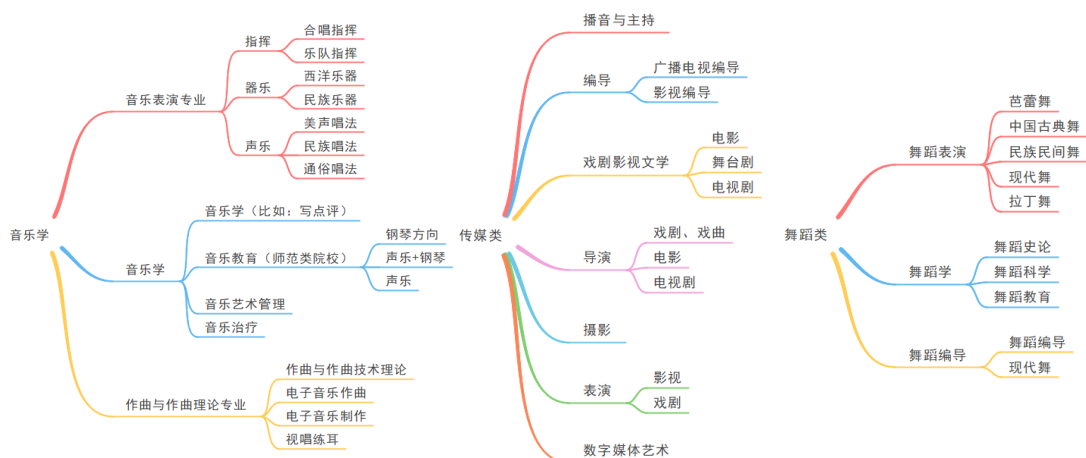 音乐学
音乐表演专业
指挥
合唱指挥
乐队指挥
器乐
西洋乐器
民族乐器
声乐
美声唱法
民族唱法
通俗唱法
音乐学
音乐学（比如：写点评）
音乐教育（师范类院校）
钢琴方向
声乐+钢琴
声乐
音乐艺术管理
音乐治疗
作曲与作曲理论专业
作曲与作曲技术理论
电子音乐作曲
电子音乐制作
视唱练耳
传媒类
播音与主持
编导
广播电视编导
影视编导
戏剧影视文学
电影
舞台剧
电视剧
导演
戏剧、戏曲
电影
电视剧
摄影
表演
影视
戏剧
数字媒体艺术
舞蹈类
舞蹈表演
芭蕾舞
中国古典舞
民族民间舞
现代舞
拉丁舞
舞蹈学
舞蹈史论
舞蹈科学
舞蹈教育
舞蹈编导
舞蹈编导
现代舞